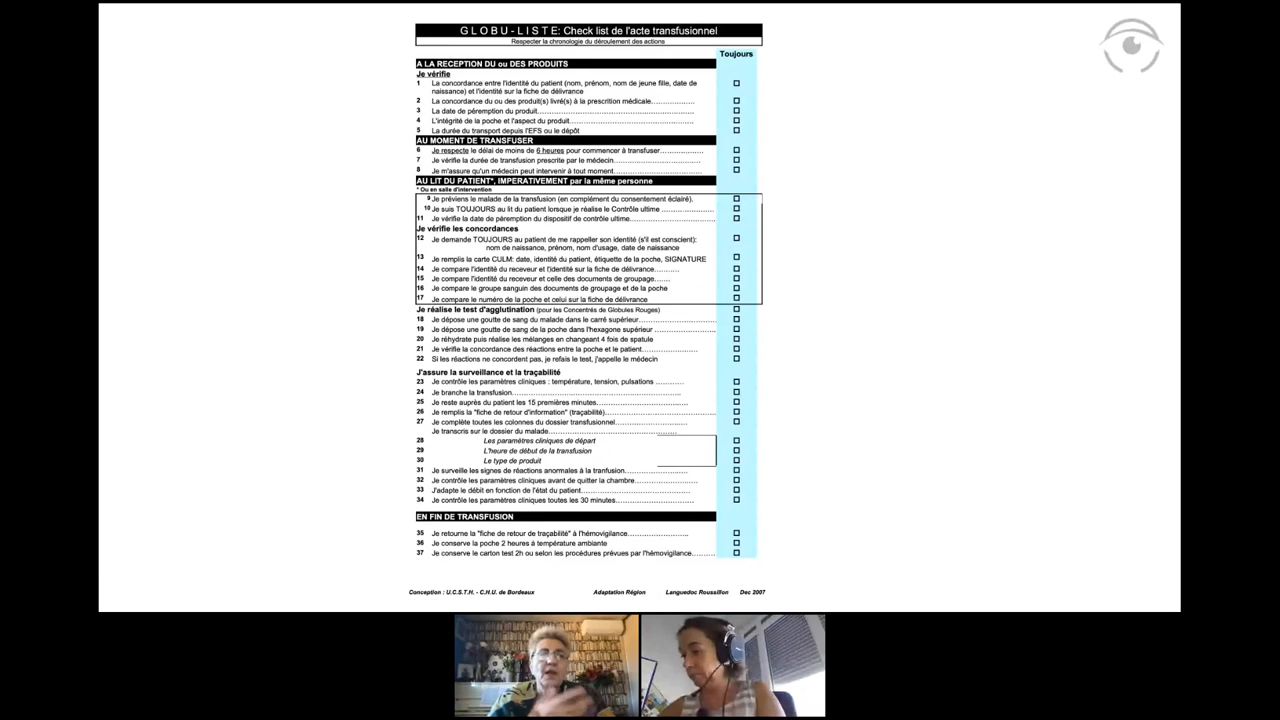 G L O B U - L I S T E: Check list de l'acte transfusionnel
Respecter la chronologie du déroulement des actions
Toujours
A LA RECEPTION DU ou DES PRODUITS
Je vérifie
1 La concordance entre l'identité du patient (nom, prénom, nom de jeune fille, date de
naissance) et l'identité sur la fiche de délivrance
2 La concordance du ou des produit(s) livré(s) à la prescription médicale....................
3 La date de péremption du produit....................
4 L'intégrité de la poche et l'aspect du produit....................
5 La durée du transport depuis l'EFS ou le dépôt
AU MOMENT DE TRANSFUSER
6 Je respecte le délai de moins de 6 heures pour commencer à transfuser....................
7 Je vérifie la durée de transfusion prescrite par le médecin....................
8 Je m'assure qu'un médecin peut intervenir à tout moment....................
AU LIT DU PATIENT*, IMPERATIVEMENT par la même personne
* Ou en salle d'intervention
9 Je préviens le malade de la transfusion (en complément du consentement éclairé).
10 Je suis TOUJOURS au lit du patient lorsque je réalise le Contrôle ultime ....................
11 Je vérifie la date de péremption du dispositif de contrôle ultime....................
Je vérifie les concordances
12 Je demande TOUJOURS au patient de me rappeler son identité (s'il est conscient):
nom de naissance, prénom, nom d'usage, date de naissance
13 Je remplis la carte CULM: date, identité du patient, étiquette de la poche, SIGNATURE
14 Je compare l'identité du receveur et l'identité sur la fiche de délivrance..........
15 Je compare l'identité du receveur et celle des documents de groupage.......
16 Je compare le groupe sanguin des documents de groupage et de la poche
17 Je compare le numéro de la poche et celui sur la fiche de délivrance
Je réalise le test d'agglutination (pour les Concentrés de Globules Rouges)
18 Je dépose une goutte de sang du malade dans le carré supérieur....................
19 Je dépose une goutte de sang de la poche dans l'hexagone supérieur ....................
20 Je réhydrate puis réalise les mélanges en changeant 4 fois de spatule
21 Je vérifie la concordance des réactions entre la poche et le patient....................
22 Si les réactions ne concordent pas, je refais le test, j'appelle le médecin
J'assure la surveillance et la traçabilité
23 Je contrôle les paramètres cliniques : température, tension, pulsations ...........
24 Je branche la transfusion....................
25 Je reste auprès du patient les 15 premières minutes....................
26 Je remplis la "fiche de retour d'information" (traçabilité)....................
27 Je complète toutes les colonnes du dossier transfusionnel....................
Je transcris sur le dossier du malade....................
28 Les paramètres cliniques de départ
29 L'heure de début de la transfusion
30 Le type de produit
31 Je surveille les signes de réactions anormales à la tranfusion....................
32 Je contrôle les paramètres cliniques avant de quitter la chambre....................
33 J'adapte le débit en fonction de l'état du patient....................
34 Je contrôle les paramètres cliniques toutes les 30 minutes....................
EN FIN DE TRANSFUSION
35 Je retourne la "fiche de retour de traçabilité" à l'hémovigilance....................
36 Je conserve la poche 2 heures à température ambiante
37 Je conserve le carton test 2h ou selon les procédures prévues par l'hémovigilance.........
Conception : U.C.S.T.H. - C.H.U. de Bordeaux Adaptation Région Languedoc Roussillon Dec 2007